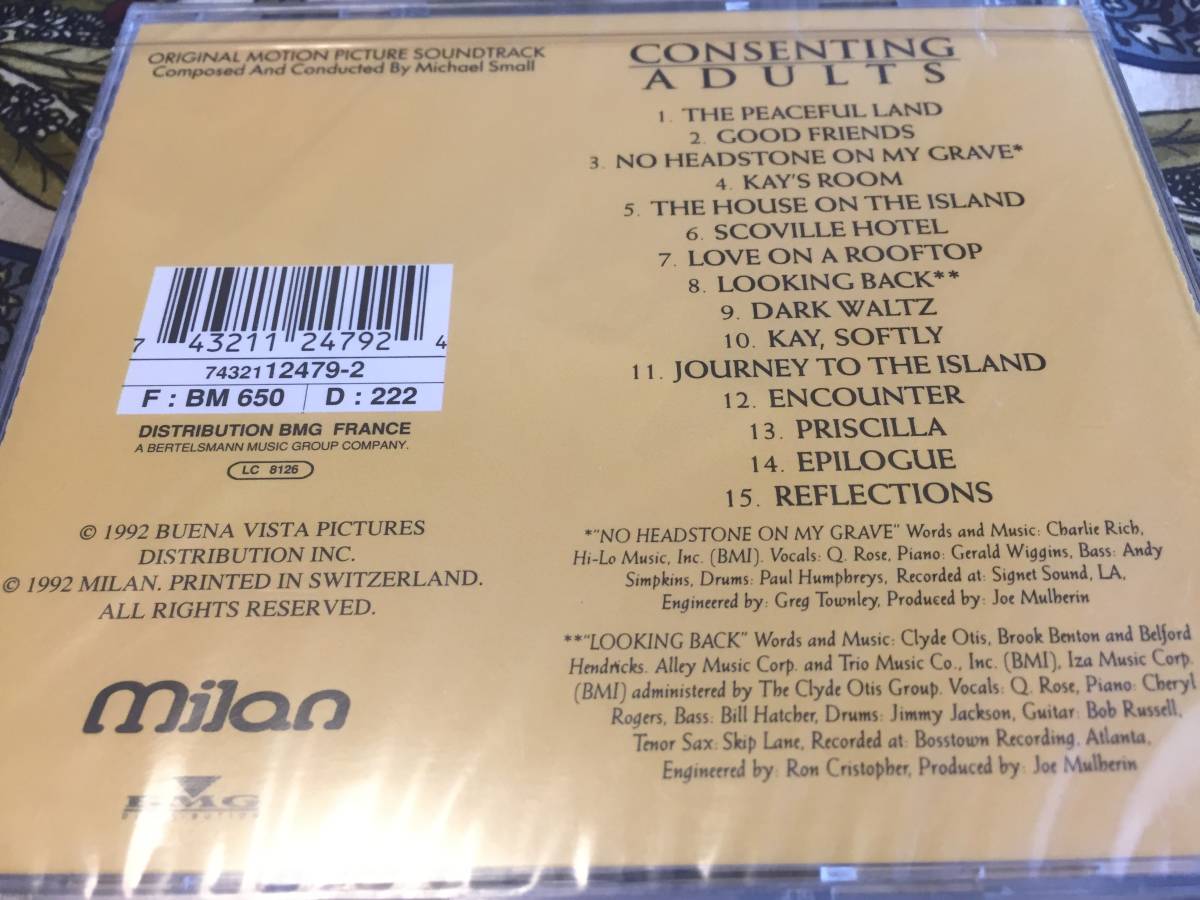 ORIGINAL MOTION PICTURE SOUNDTRACK
Composed And Conducted By Michael Small
CONSENTING
ADULTS
1. THE PEACEFUL LAND
2. GOOD FRIENDS
3. NO HEADSTONE ON MY GRAVE*
4. KAY'S ROOM
5. THE HOUSE ON THE ISLAND
6. SCOVILLE HOTEL
7. LOVE ON A ROOFTOP
8. LOOKING BACK**
9. DARK WALTZ
10. KAY, SOFTLY
11. JOURNEY TO THE ISLAND
12. ENCOUNTER
13. PRISCILLA
14. EPILOGUE
15. REFLECTIONS
*"NO HEADSTONE ON MY GRAVE" Words and Music: Charlie Rich,
Hi-Lo Music, Inc. (BMI). Vocals: Q. Rose, Piano: Gerald Wiggins, Bass: Andy
Simpkins, Drums: Paul Humphreys, Recorded at: Signet Sound, LA,
Engineered by: Greg Townley, Produced by: Joe Mulherin
**"LOOKING BACK" Words and Music: Clyde Otis, Brook Benton and Belford
Hendricks. Alley Music Corp. and Trio Music Co., Inc. (BMI), Iza Music Corp.
(BMI) administered by The Clyde Otis Group. Vocals: Q. Rose, Piano: Cheryl
Rogers, Bass: Bill Hatcher, Drums: Jimmy Jackson, Guitar: Bob Russell,
Tenor Sax: Skip Lane, Recorded at: Bosstown Recording, Atlanta,
Engineered by: Ron Cristopher, Produced by: Joe Mulherin
7 43211 24792 4
7432112479-2
F : BM 650 D : 222
DISTRIBUTION BMG FRANCE
A BERTELSMANN MUSIC GROUP COMPANY.
LC 8126
© 1992 BUENA VISTA PICTURES
DISTRIBUTION INC.
© 1992 MILAN. PRINTED IN SWITZERLAND.
ALL RIGHTS RESERVED.
Milan
BMG